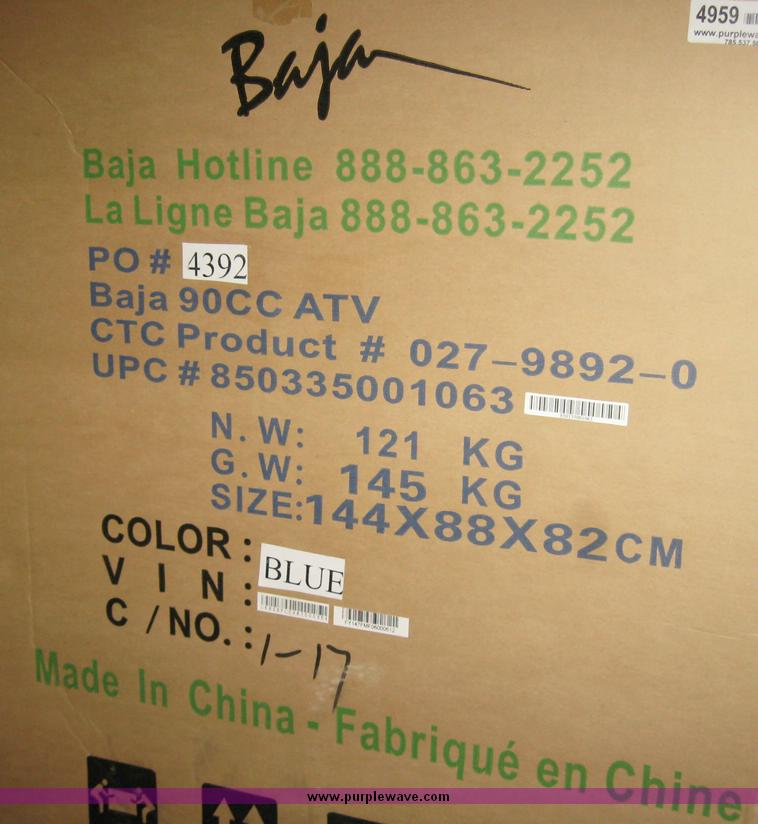 4959
www.purplewa
Baja
Baja Hotline 888-863-2252
La Ligne Baja 888-863-2252
PO # 4392
Baja 90CC ATV
CTC Product # 027-9892-0
UPC # 850335001063
N.W: 121 KG
G.W: 145 KG
SIZE:144X88X82CM
COLOR: BLUE
VIN:
C/NO.: 1-17
Made In China - Fabriqué en Chine
www.purplewave.com